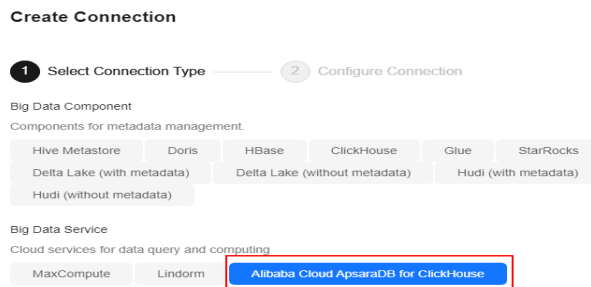 Create Connection
1 Select Connection Type 2 Configure Connection
Big Data Component
Components for metadata management.
Hive Metastore Doris HBase ClickHouse Glue StarRocks
Delta Lake (with metadata) Delta Lake (without metadata) Hudi (with metadata)
Hudi (without metadata)
Big Data Service
Cloud services for data query and computing
MaxCompute Lindorm Alibaba Cloud ApsaraDB for ClickHouse